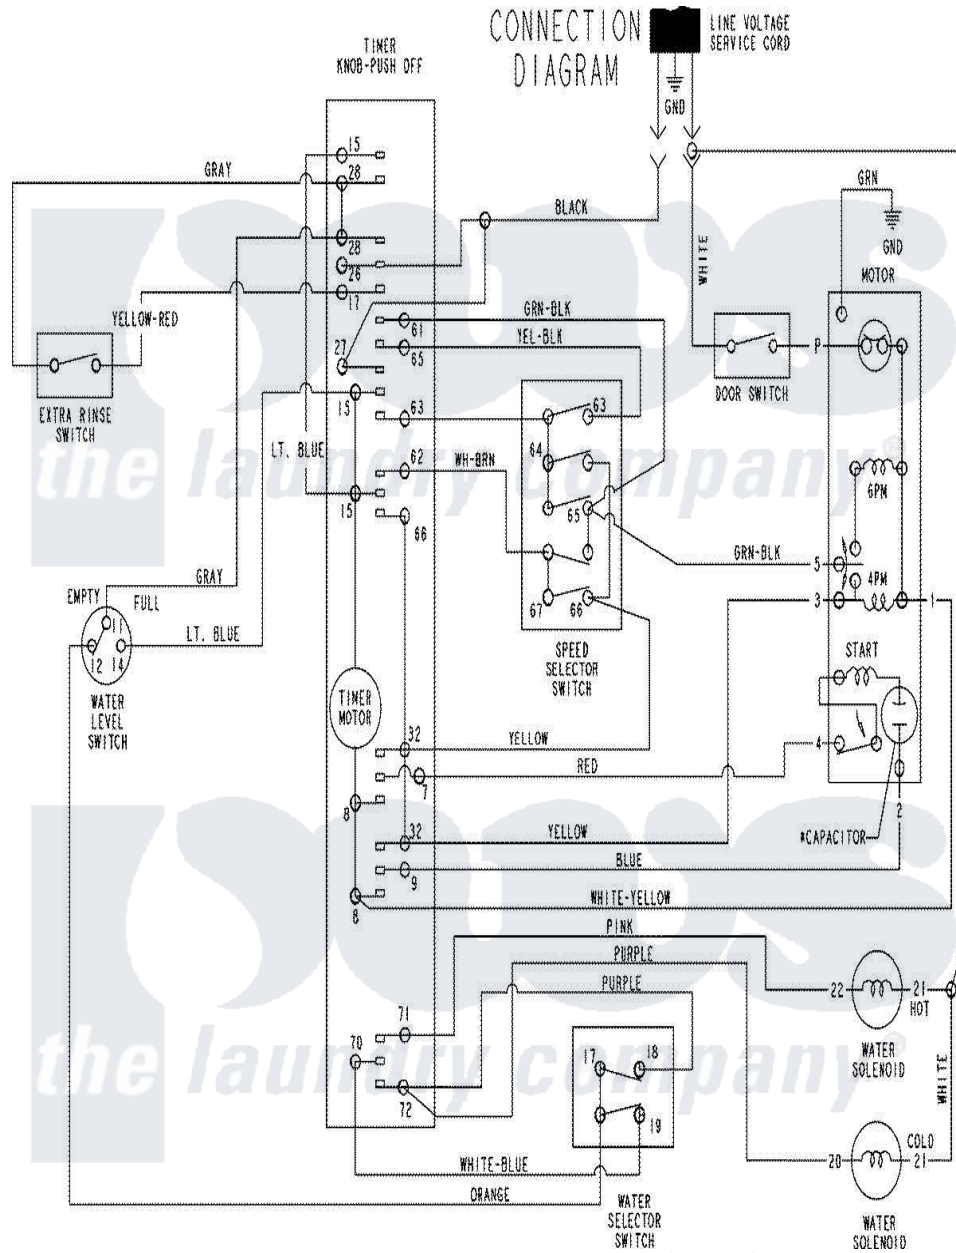 CONNECTION
DIAGRAM
LINE VOLTAGE
SERVICE CORD
TIMER
KNOB-PUSH OFF
GND
15
GRAY
28
GRN
BLACK
28
26
WHITE
GND
MOTOR
17
YELLOW-RED
GRN-BLK
61
YEL-BLK
27
65
P
EXTRA RINSE
SWITCH
DOOR SWITCH
15
63
63
LT. BLUE
62
WH-BRN
64
6PM
15
66
65
GRN-BLK
5
GRAY
4PM
EMPTY
FULL
67
66
3
1
11
12
14
LT. BLUE
SPEED
SELECTOR
SWITCH
START
WATER
LEVEL
SWITCH
TIMER
MOTOR
32
YELLOW
RED
4
7
8
2
32
YELLOW
*CAPACITOR
BLUE
9
8
WHITE-YELLOW
PINK
PURPLE
PURPLE
22
21
HOT
71
70
17
18
WATER
SOLENOID
WHITE
72
19
COLD
20
21
WHITE-BLUE
ORANGE
WATER
SELECTOR
SWITCH
WATER
SOLENOID
the laundry company®
the laundry company®